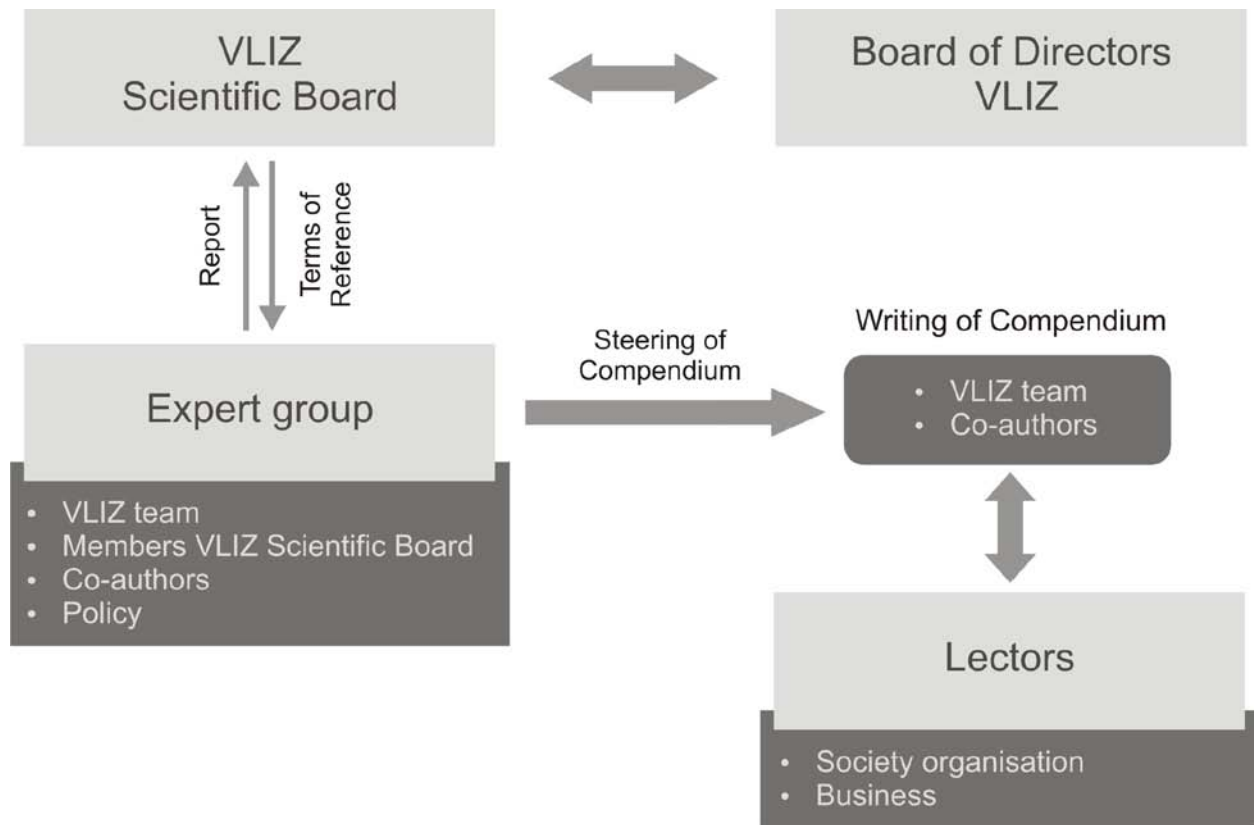 VLIZ
Scientific Board
Board of Directors
VLIZ
Report
Terms of
Reference
Expert group
• VLIZ team
• Members VLIZ Scientific Board
• Co-authors
• Policy
Steering of
Compendium
Writing of Compendium
• VLIZ team
• Co-authors
Lectors
• Society organisation
• Business